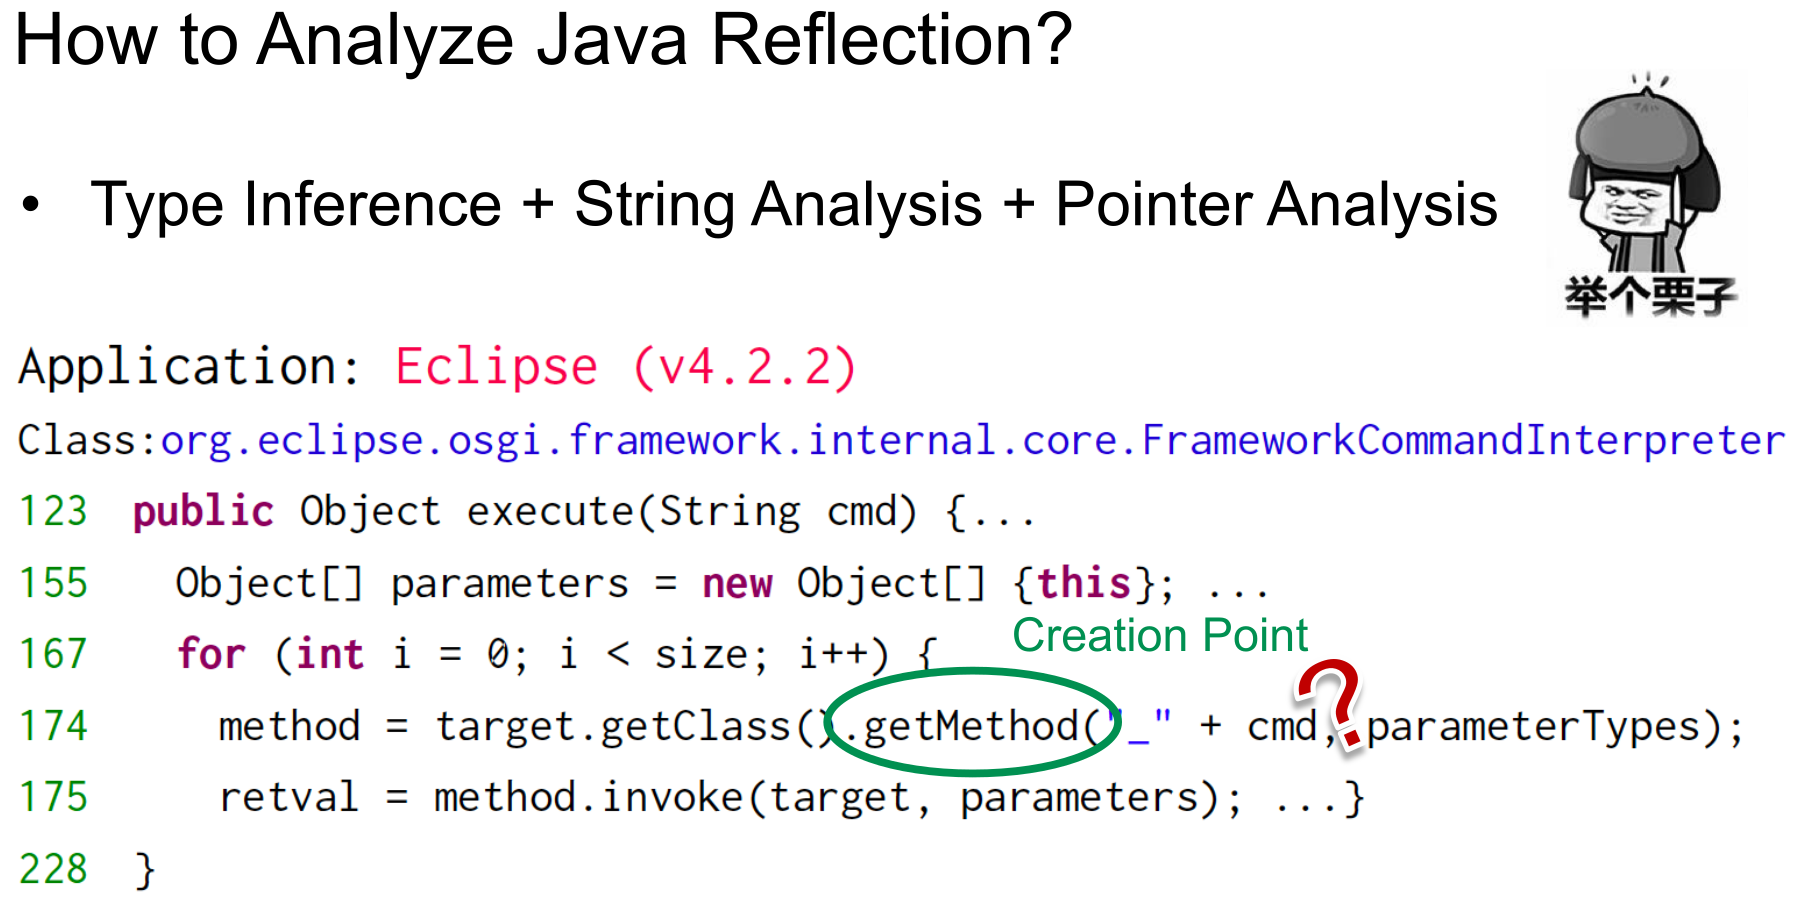 How to Analyze Java Reflection?
• Type Inference + String Analysis + Pointer Analysis
举个栗子
Application: Eclipse (v4.2.2)
Class:org.eclipse.osgi.framework.internal.core.FrameworkCommandInterpreter
123 public Object execute(String cmd) {...
155 Object[] parameters = new Object[] {this}; ...
Creation Point
167 for (int i = 0; i < size; i++) {
?
174 method = target.getClass().getMethod("_" + cmd, parameterTypes);
175 retval = method.invoke(target, parameters); ...}
228 }